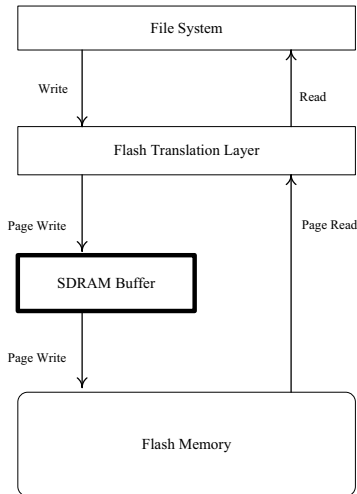 File System
Write
Read
Flash Translation Layer
Page Write
Page Read
SDRAM Buffer
Page Write
Flash Memory